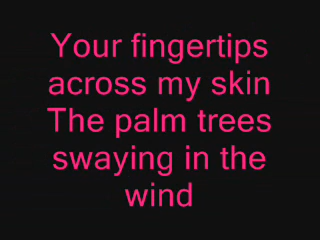 Your fingertips
across my skin
The palm trees
swaying in the
wind